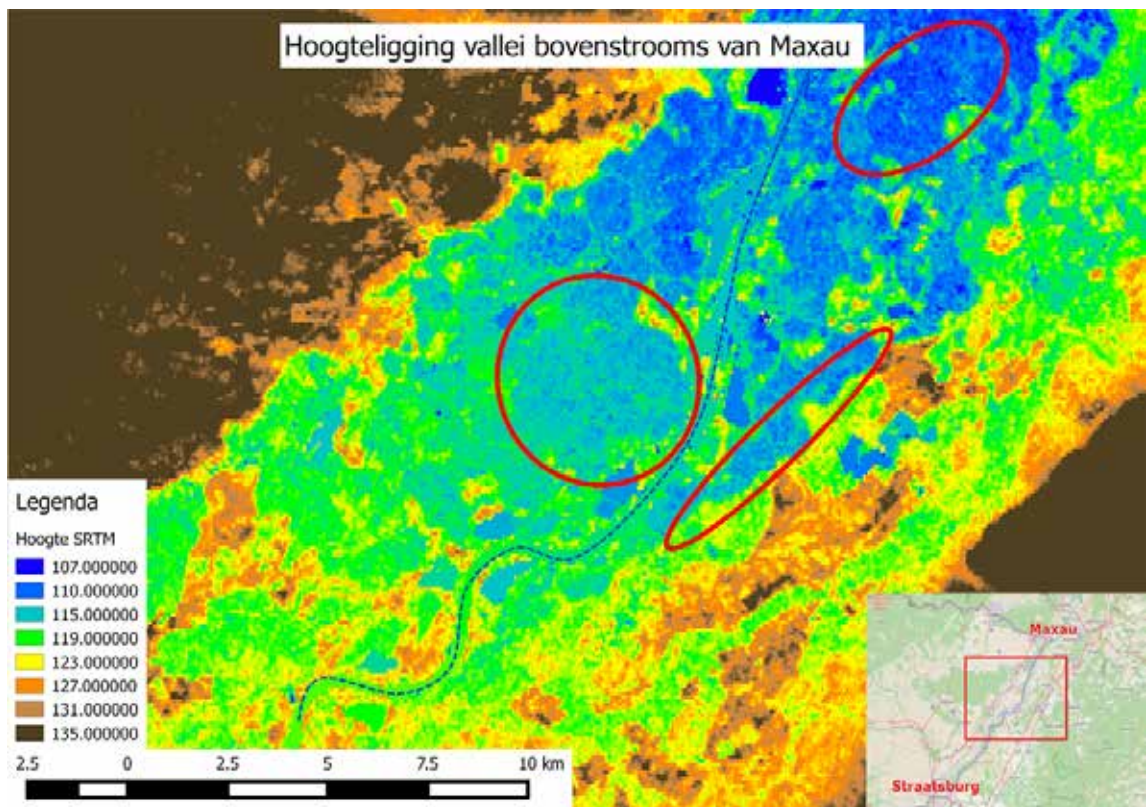 Hoogteligging vallei bovenstrooms van Maxau
Legenda
Hoogte SRTM
107.000000
110.000000
115.000000
119.000000
123.000000
127.000000
131.000000
135.000000
2.5 0 2.5 5 7.5 10 km
Maxau
Straatsburg